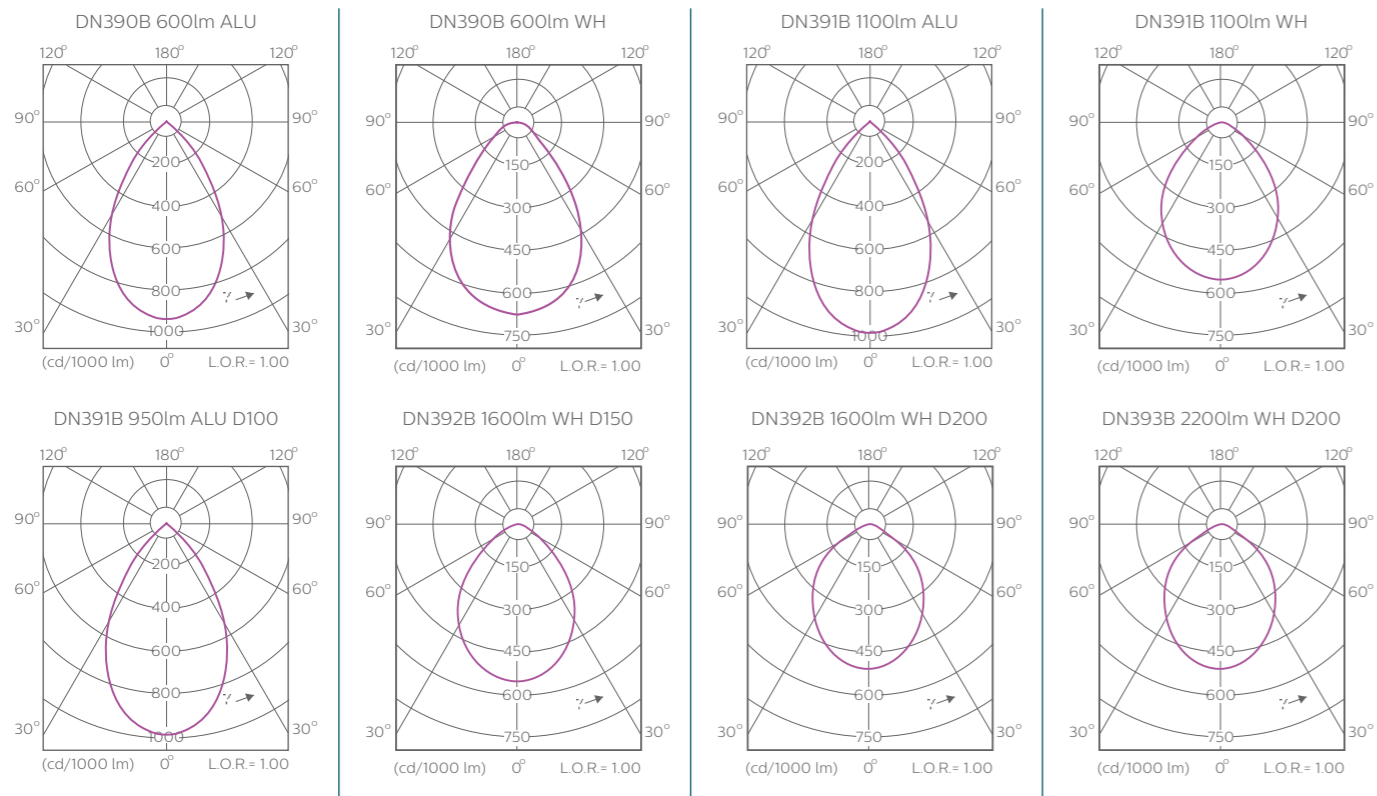 DN390B 600lm ALU
120° 180° 120°
90° 90°
200
60° 60°
400
600
800
γ
30° 1000 30°
(cd/1000 lm) 0° L.O.R.= 1.00
DN390B 600lm WH
120° 180° 120°
90° 90°
150
60° 60°
300
450
600
γ
30° 750 30°
(cd/1000 lm) 0° L.O.R.= 1.00
DN391B 1100lm ALU
120° 180° 120°
90° 90°
200
60° 60°
400
600
800
γ
30° 1000 30°
(cd/1000 lm) 0° L.O.R.= 1.00
DN391B 1100lm WH
120° 180° 120°
90° 90°
150
60° 60°
300
450
600
γ
30° 750 30°
(cd/1000 lm) 0° L.O.R.= 1.00
DN391B 950lm ALU D100
120° 180° 120°
90° 90°
200
60° 60°
400
600
800
γ
30° 1000 30°
(cd/1000 lm) 0° L.O.R.= 1.00
DN392B 1600lm WH D150
120° 180° 120°
90° 90°
150
60° 60°
300
450
600
γ
30° 750 30°
(cd/1000 lm) 0° L.O.R.= 1.00
DN392B 1600lm WH D200
120° 180° 120°
90° 90°
150
60° 60°
300
450
600
γ
30° 750 30°
(cd/1000 lm) 0° L.O.R.= 1.00
DN393B 2200lm WH D200
120° 180° 120°
90° 90°
150
60° 60°
300
450
600
γ
30° 750 30°
(cd/1000 lm) 0° L.O.R.= 1.00